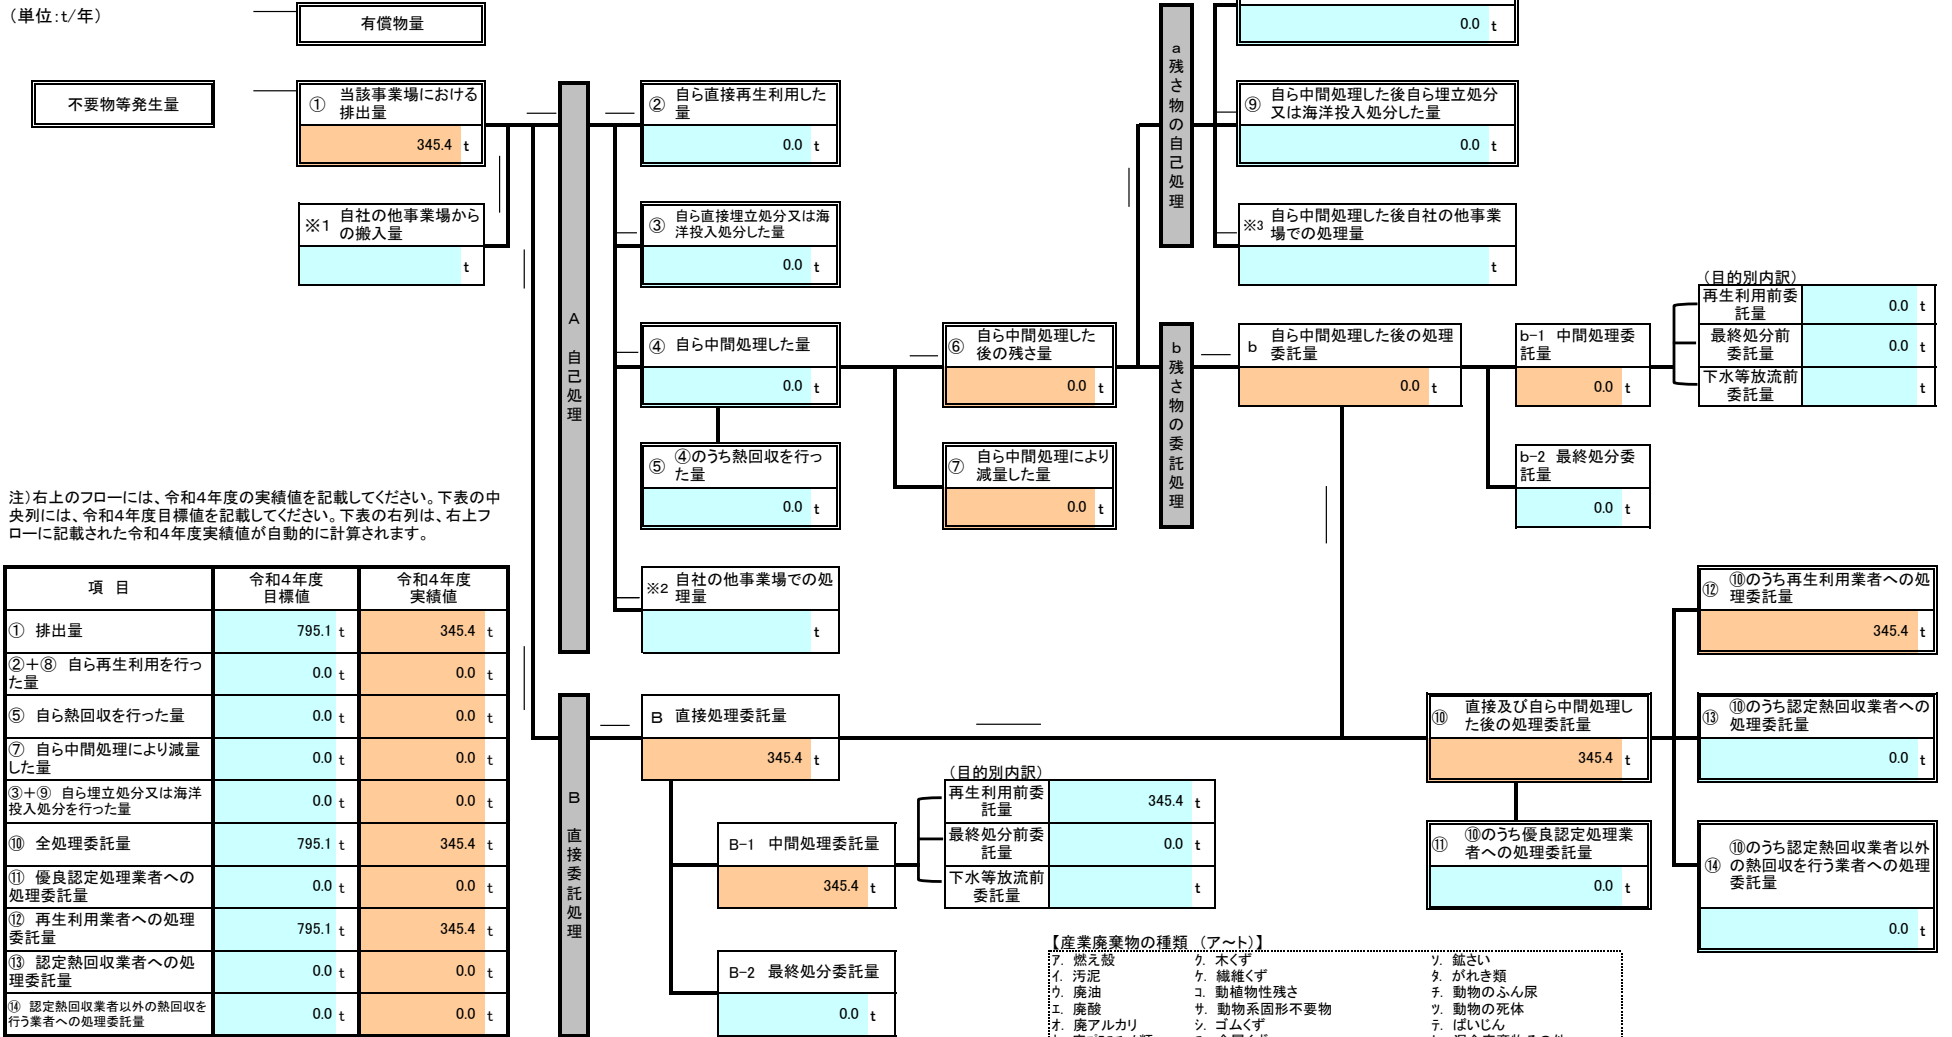 (単位:t/年)
有償物量
0.0 t
不要物等発生量
① 当該事業場における
排出量
345.4 t
※1 自社の他事業場から
の搬入量
t
A 自己処理
② 自ら直接再生利用した
量
0.0 t
③ 自ら直接埋立処分又は海
洋投入処分した量
0.0 t
④ 自ら中間処理した量
0.0 t
⑤ ④のうち熱回収を行っ
た量
0.0 t
※2 自社の他事業場での処
理量
t
⑥ 自ら中間処理した
後の残さ量
0.0 t
⑦ 自ら中間処理により
減量した量
0.0 t
a 残さ物の自己処理
⑨ 自ら中間処理した後自ら埋立処分
又は海洋投入処分した量
0.0 t
※3 自ら中間処理した後自社の他事業
場での処理量
t
b 残さ物の委託処理
b 自ら中間処理した後の処理
委託量
0.0 t
b-1 中間処理委
託量
0.0 t
b-2 最終処分委
託量
0.0 t
(目的別内訳)
再生利用前委
託量
0.0 t
最終処分前
委託量
0.0 t
下水等放流前
委託量
t
注)右上のフローには、令和4年度の実績値を記載してください。下表の中
央列には、令和4年度目標値を記載してください。下表の右列は、右上フ
ローに記載された令和4年度実績値が自動的に計算されます。
項 目
令和4年度
目標値
令和4年度
実績値
① 排出量 795.1 t 345.4 t
②+⑧ 自ら再生利用を行っ
た量
0.0 t 0.0 t
⑤ 自ら熱回収を行った量 0.0 t 0.0 t
⑦ 自ら中間処理により減量
した量
0.0 t 0.0 t
③+⑨ 自ら埋立処分又は海洋
投入処分を行った量
0.0 t 0.0 t
⑩ 全処理委託量 795.1 t 345.4 t
⑪ 優良認定処理業者への
処理委託量
0.0 t 0.0 t
⑫ 再生利用業者への処理
委託量
795.1 t 345.4 t
⑬ 認定熱回収業者への処
理委託量
0.0 t 0.0 t
⑭ 認定熱回収業者以外の熱回収を
行う業者への処理委託量
0.0 t 0.0 t
B 直接委託処理
B 直接処理委託量
345.4 t
B-1 中間処理委託量
345.4 t
B-2 最終処分委託量
0.0 t
(目的別内訳)
再生利用前委
託量
345.4 t
最終処分前委
託量
0.0 t
下水等放流前
委託量
t
⑩ 直接及び自ら中間処理し
た後の処理委託量
345.4 t
⑪ ⑩のうち優良認定処理業
者への処理委託量
0.0 t
⑫ ⑩のうち再生利用業者への処
理委託量
345.4 t
⑬ ⑩のうち認定熱回収業者への
処理委託量
0.0 t
⑭ ⑩のうち認定熱回収業者以外
の熱回収を行う業者への処理
委託量
0.0 t
【産業廃棄物の種類 (ア~ト)】
ア. 燃え殻 ク. 木くず ソ. 鉱さい
イ. 汚泥 ケ. 繊維くず タ. がれき類
ウ. 廃油 コ. 動植物性残さ チ. 動物のふん尿
エ. 廃酸 サ. 動物系固形不要物 ツ. 動物の死体
オ. 廃アルカリ シ. ゴムくず テ. ばいじん